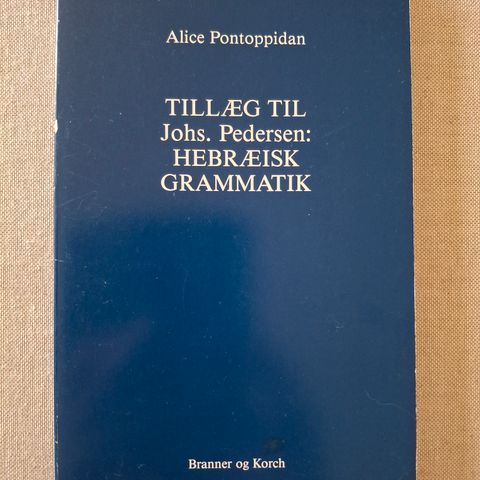 Alice Pontoppidan
TILLÆG TIL
Johs. Pedersen:
HEBRÆISK
GRAMMATIK
Branner og Korch